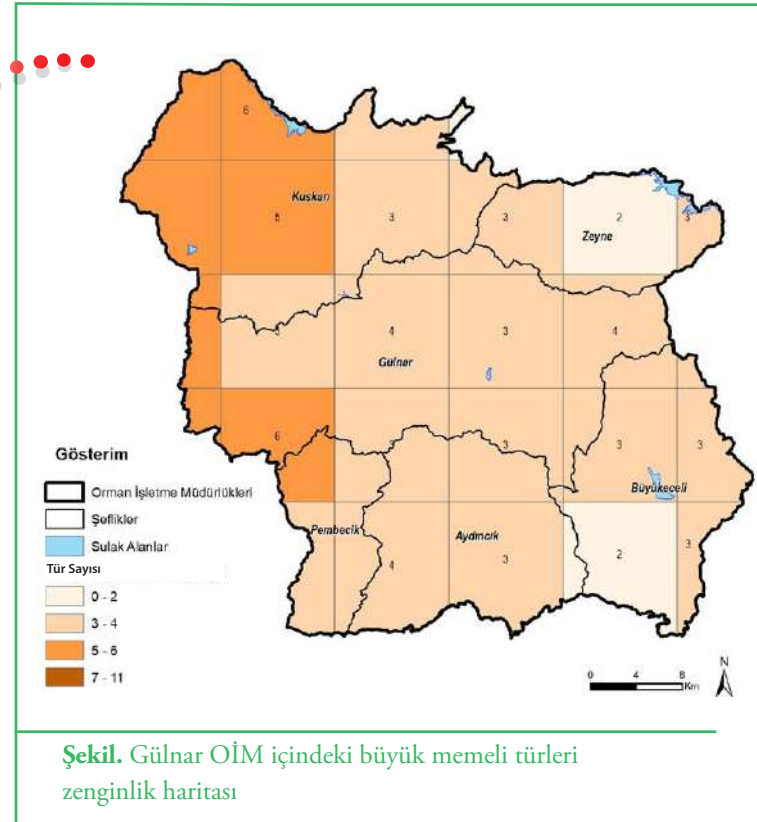 6
Kuskan
5
3
3
2
3
Zeyne
3
4
3
4
Gülnar
6
3
3
3
3
Büyükeceli
Pembecik
Aydıncık
4
3
2
3
Gösterim
Orman İşletme Müdürlükleri
Şeflikler
Sulak Alanlar
Tür Sayısı
0 - 2
3 - 4
5 - 6
7 - 11
0 4 8
Km
N
Şekil. Gülnar OİM içindeki büyük memeli türleri
zenginlik haritası